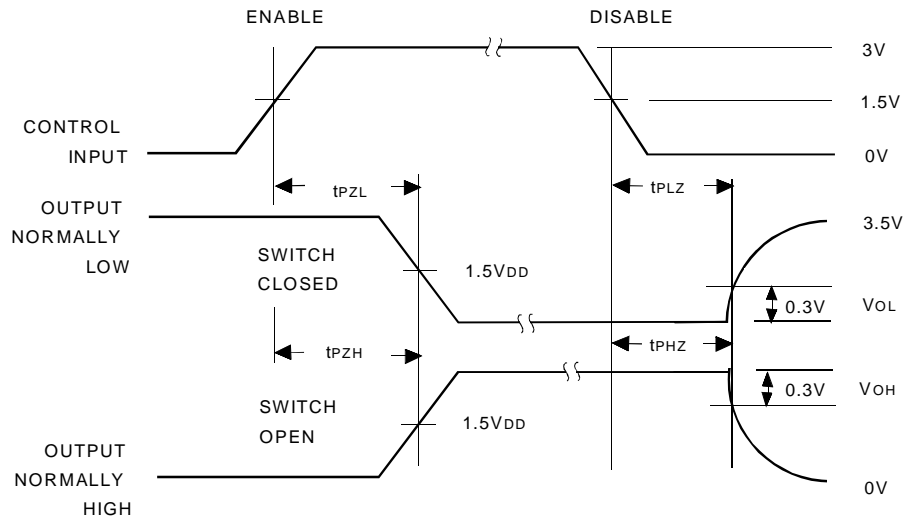 ENABLE
DISABLE
3V
1.5V
CONTROL
INPUT
0V
tPZL
tPLZ
OUTPUT
NORMALLY
LOW
3.5V
SWITCH
CLOSED
1.5VDD
0.3V
VOL
tPZH
tPHZ
0.3V
VOH
SWITCH
OPEN
1.5VDD
OUTPUT
NORMALLY
HIGH
0V